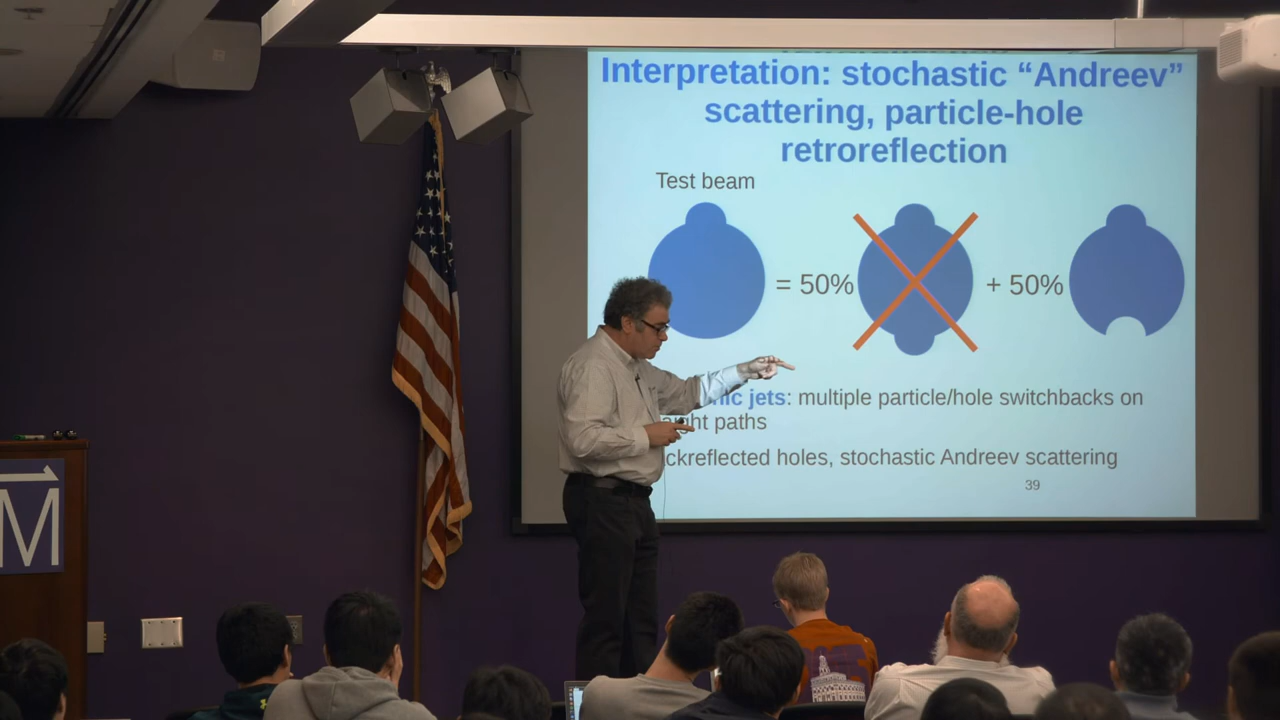 Interpretation: stochastic “Andreev”
scattering, particle-hole
retroreflection
Test beam
= 50%
+ 50%
jets: multiple particle/hole switchbacks on
paths
holes, stochastic Andreev scattering
39
M